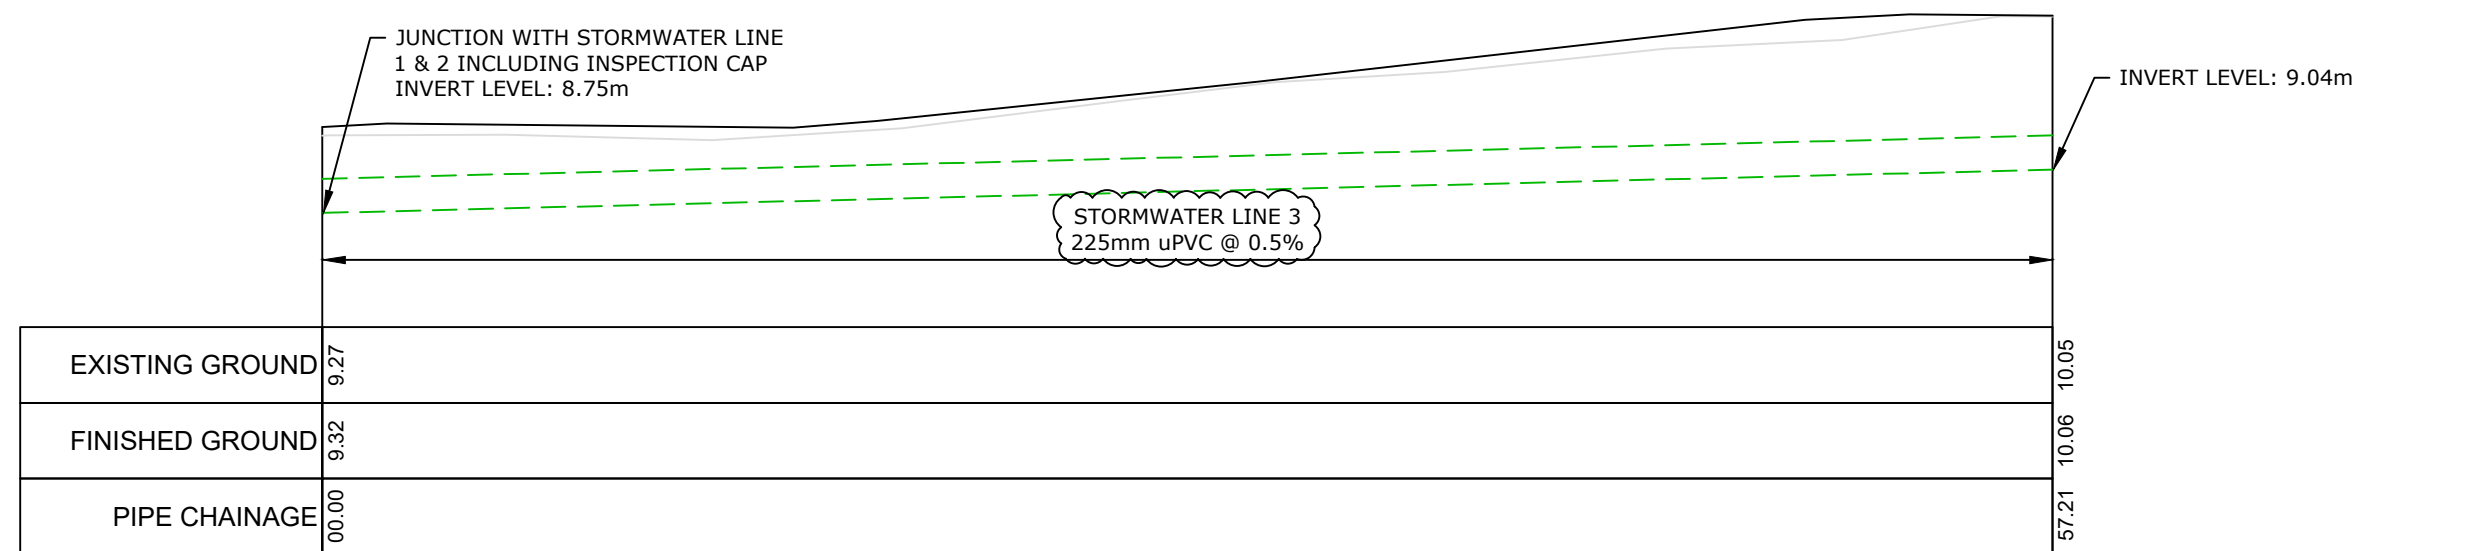 JUNCTION WITH STORMWATER LINE
1 & 2 INCLUDING INSPECTION CAP
INVERT LEVEL: 8.75m
INVERT LEVEL: 9.04m
STORMWATER LINE 3
225mm uPVC @ 0.5%
EXISTING GROUND 9.27 10.05
FINISHED GROUND 9.32 10.06
PIPE CHAINAGE 00.00 57.21